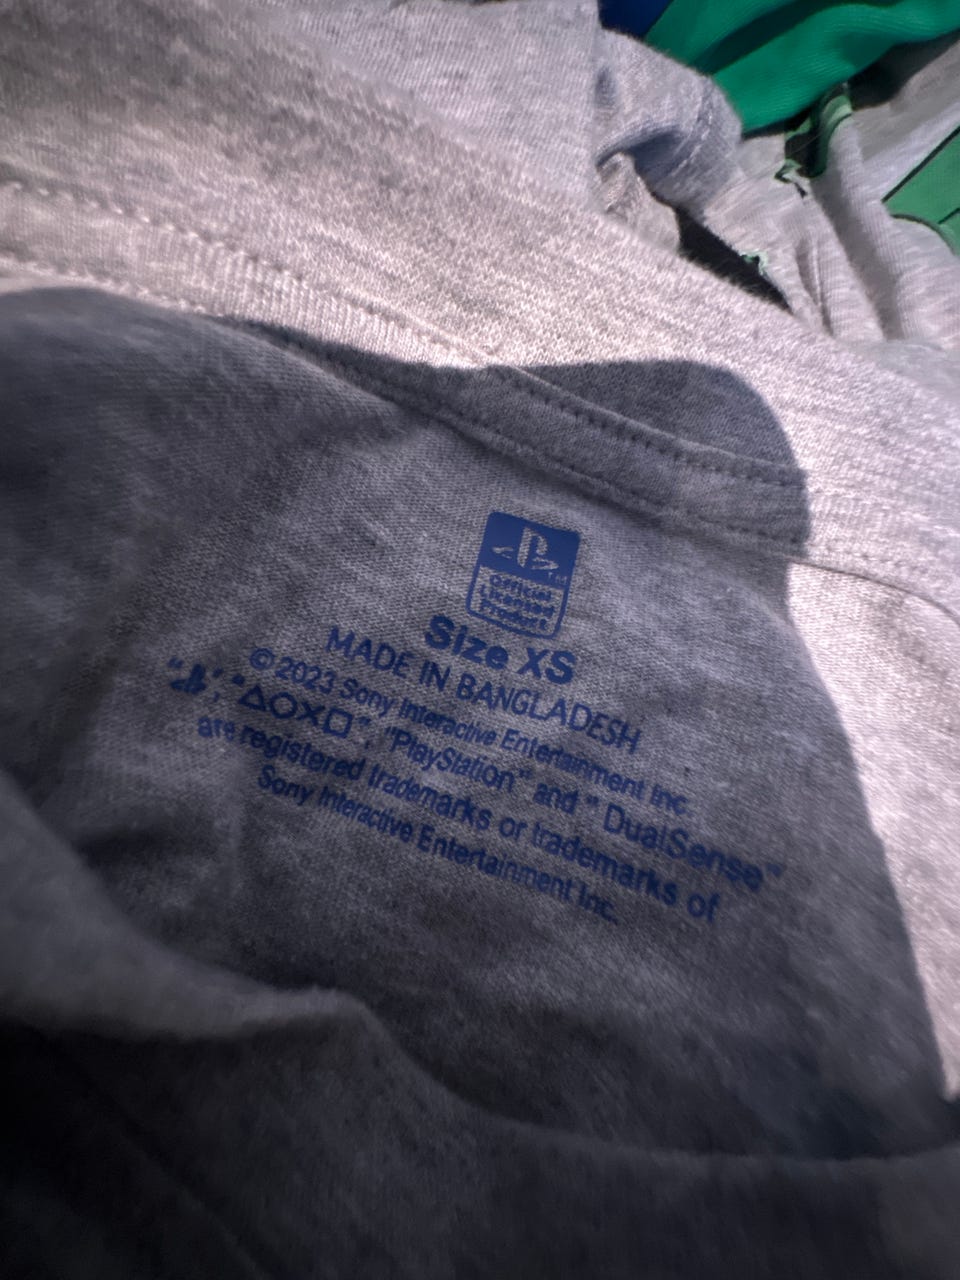 Official
Licensed
Product
Size XS
MADE IN BANGLADESH
© 2023 Sony Interactive Entertainment Inc.
" ", "△○×□", "PlayStation" and "DualSense"
are registered trademarks or trademarks of
Sony Interactive Entertainment Inc.